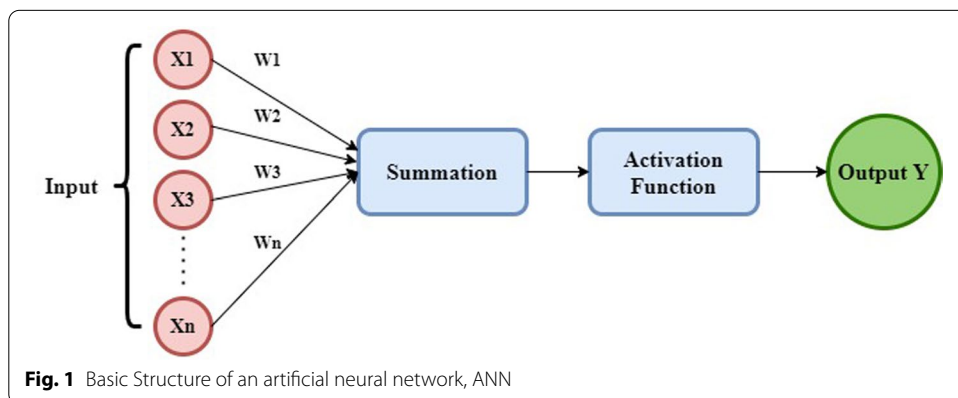 X1
W1
X2
W2
Input
X3
W3
Summation
Activation
Function
Output Y
Wn
Xn
Fig. 1 Basic Structure of an artificial neural network, ANN